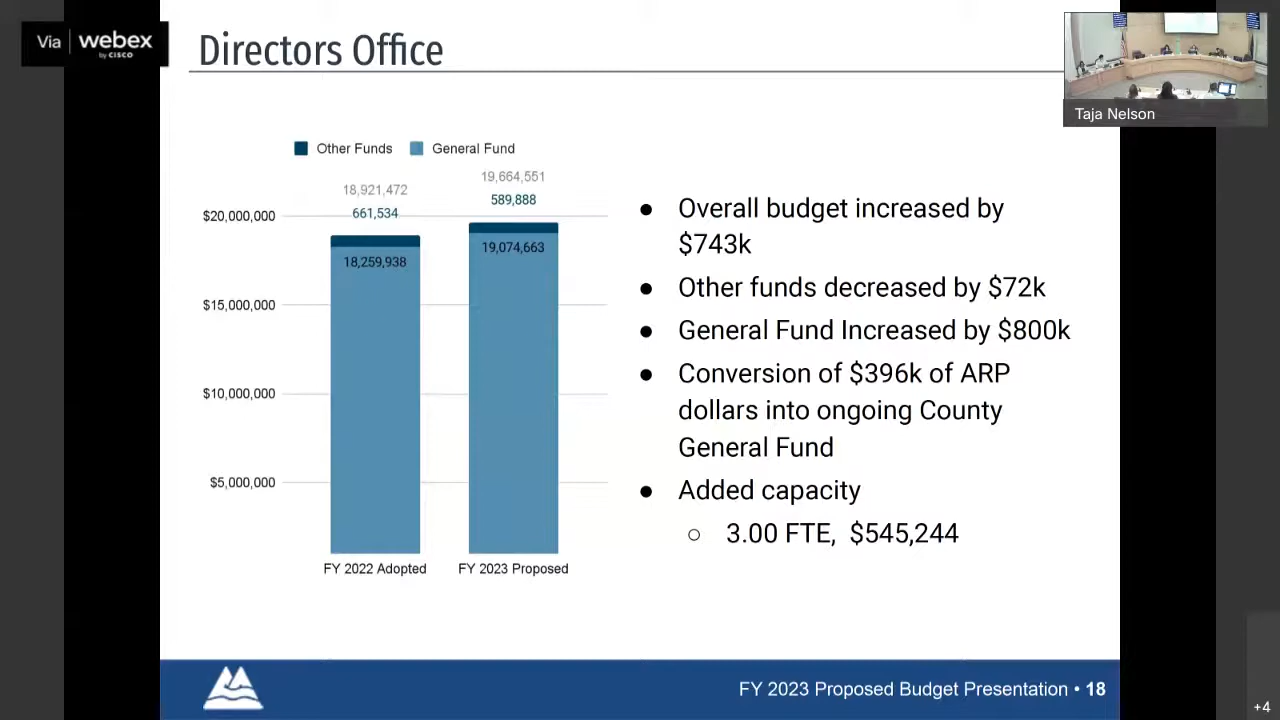 Via webex
by CISCO
Directors Office
Taja Nelson
Other Funds General Fund
18,921,472
661,534
18,259,938
19,664,551
589,888
19,074,663
$20,000,000
$15,000,000
$10,000,000
$5,000,000
FY 2022 Adopted
FY 2023 Proposed
● Overall budget increased by
$743k
● Other funds decreased by $72k
● General Fund Increased by $800k
● Conversion of $396k of ARP
dollars into ongoing County
General Fund
● Added capacity
○ 3.00 FTE, $545,244
FY 2023 Proposed Budget Presentation • 18
+4